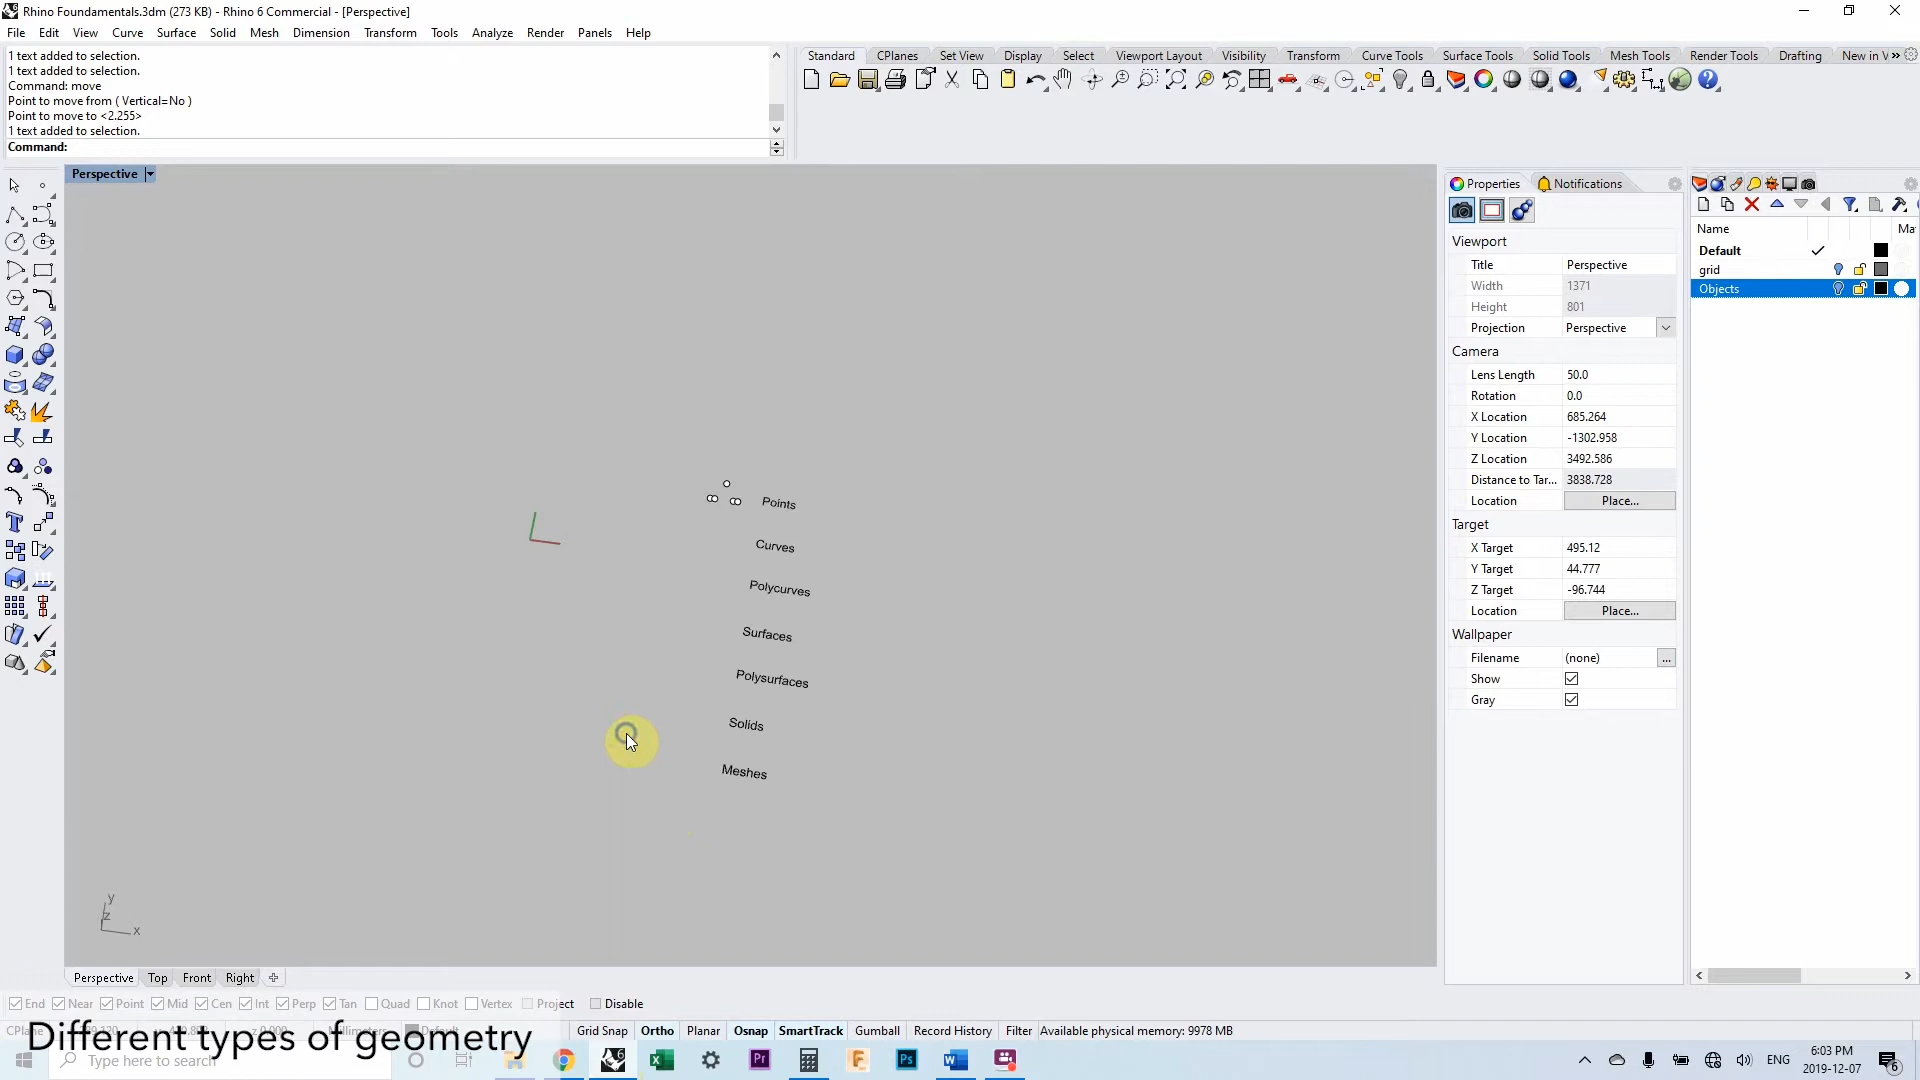 Rhino Foundamentals.3dm (273 KB) - Rhino 6 Commercial - [Perspective]
File Edit View Curve Surface Solid Mesh Dimension Transform Tools Analyze Render Panels Help
1 text added to selection.
1 text added to selection.
Command: move
Point to move from ( Vertical=No )
Point to move to <2.255>
1 text added to selection.
Command:
Standard CPlanes Set View Display Select Viewport Layout Visibility Transform Curve Tools Surface Tools Solid Tools Mesh Tools Render Tools Drafting New in V »
Perspective
Points
Curves
Polycurves
Surfaces
Polysurfaces
Solids
Meshes
y
z
x
Properties Notifications
Viewport
Title Perspective
Width 1371
Height 801
Projection Perspective
Camera
Lens Length 50.0
Rotation 0.0
X Location 685.264
Y Location -1302.958
Z Location 3492.586
Distance to Tar... 3838.728
Location Place...
Target
X Target 495.12
Y Target 44.777
Z Target -96.744
Location Place...
Wallpaper
Filename (none) ...
Show
Gray
Name Ma
Default
grid
Objects
Perspective Top Front Right
End Near Point Mid Cen Int Perp Tan Quad Knot Vertex Project Disable
Grid Snap Ortho Planar Osnap SmartTrack Gumball Record History Filter Available physical memory: 9978 MB
Different types of geometry
Type here to search
ENG
6:03 PM
2019-12-07
6